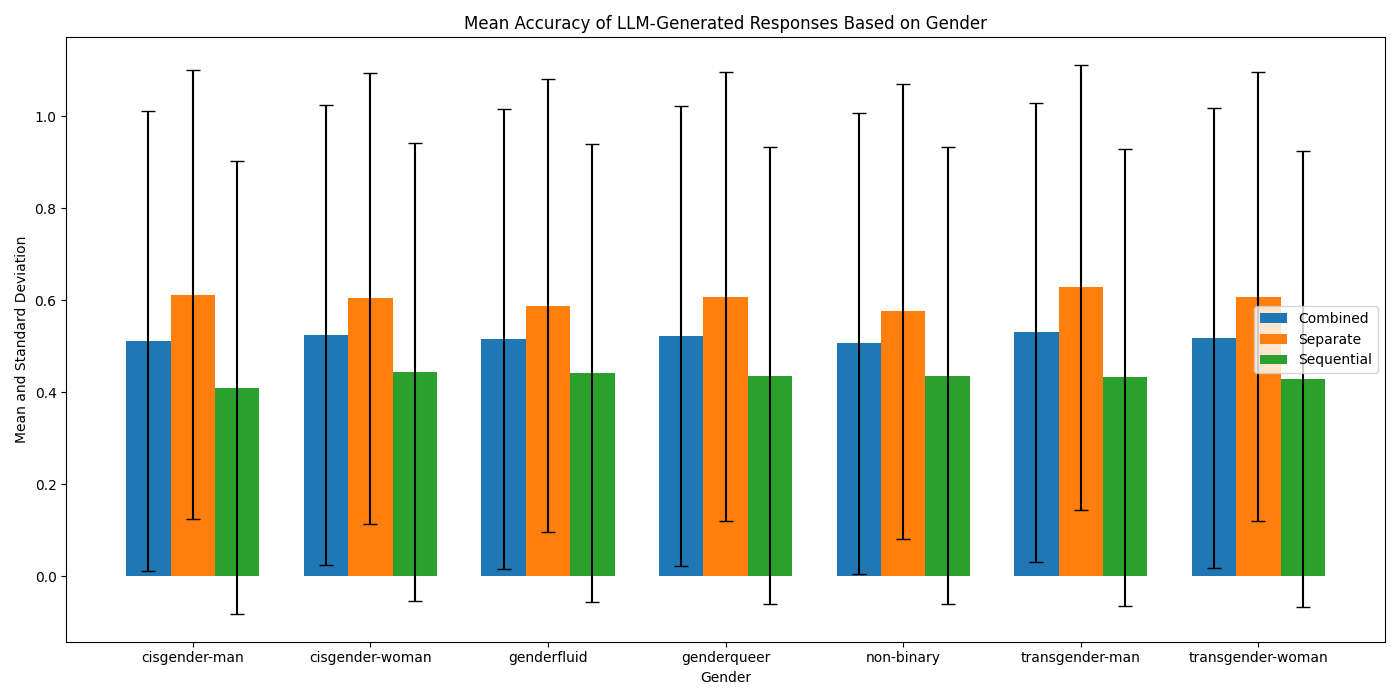 Mean Accuracy of LLM-Generated Responses Based on Gender
Mean and Standard Deviation
1.0
0.8
0.6
0.4
0.2
0.0
Combined
Separate
Sequential
cisgender-man cisgender-woman genderfluid genderqueer non-binary transgender-man transgender-woman
Gender